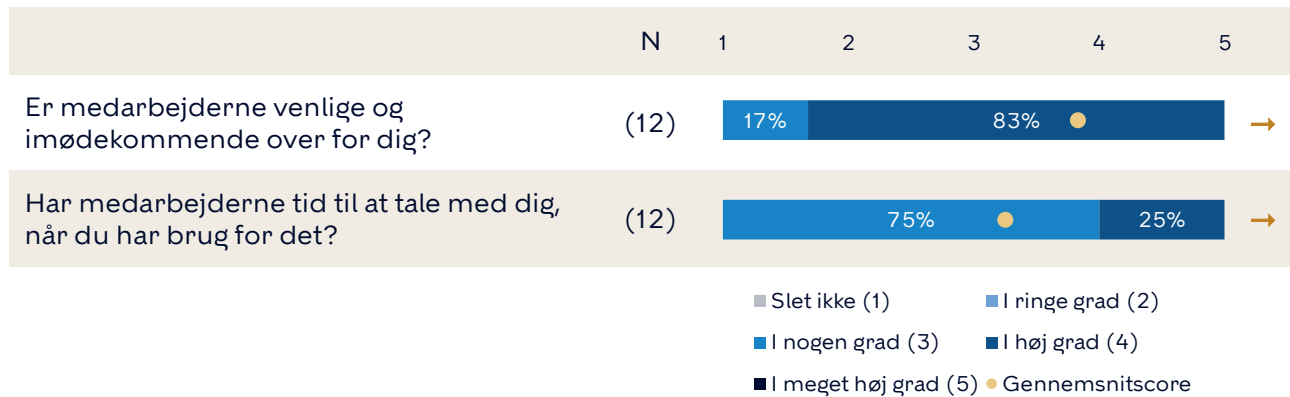 N 1 2 3 4 5
Er medarbejderne venlige og
imødekommende over for dig?
(12) 17% 83% →
Har medarbejderne tid til at tale med dig,
når du har brug for det?
(12) 75% 25% →
Slet ikke (1) I ringe grad (2)
I nogen grad (3) I høj grad (4)
I meget høj grad (5) Gennemsnitscore